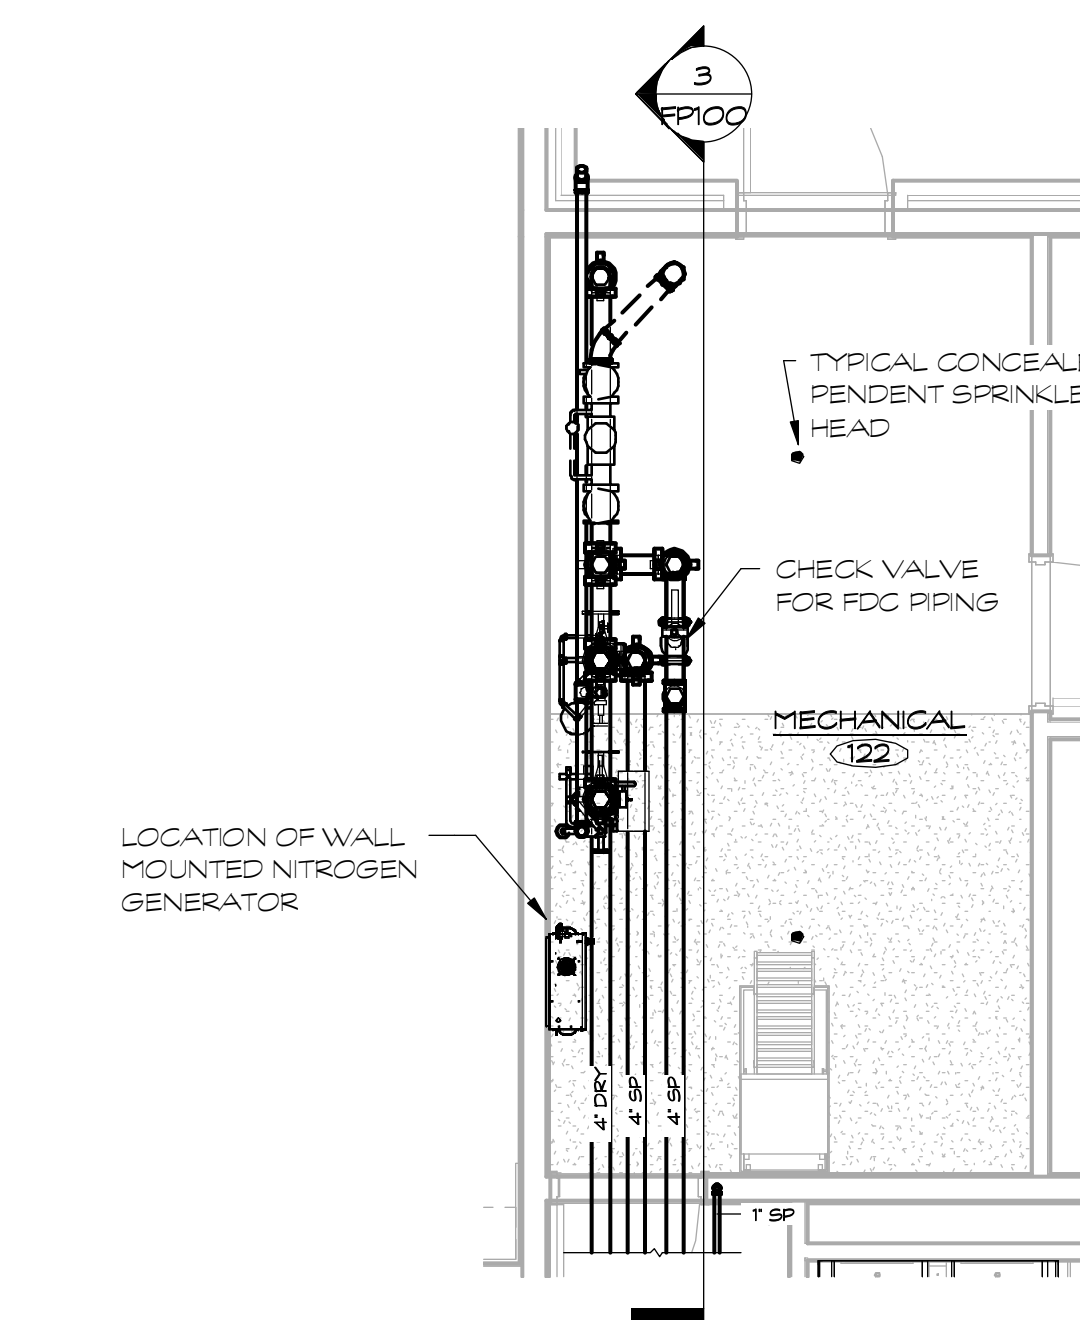 3
FP100
TYPICAL CONCEALE
PENDENT SPRINKLE
HEAD
CHECK VALVE
FOR FDC PIPING
MECHANICAL
122
LOCATION OF WALL
MOUNTED NITROGEN
GENERATOR
4" DRY
4" SP
4" SP
1" SP